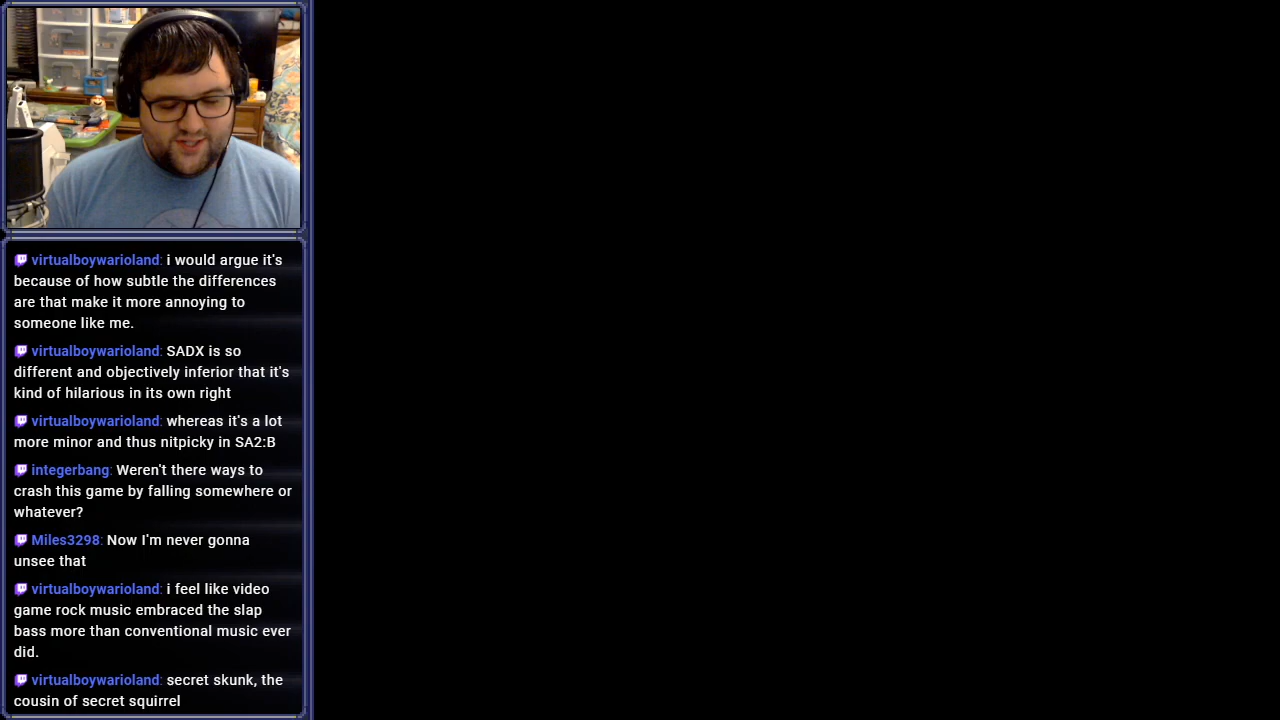 virtualboywarioland: i would argue it's
because of how subtle the differences
are that make it more annoying to
someone like me.
virtualboywarioland: SADX is so
different and objectively inferior that it's
kind of hilarious in its own right
virtualboywarioland: whereas it's a lot
more minor and thus nitpicky in SA2:B
integerbang: Weren't there ways to
crash this game by falling somewhere or
whatever?
Miles3298: Now I'm never gonna
unsee that
virtualboywarioland: i feel like video
game rock music embraced the slap
bass more than conventional music ever
did.
virtualboywarioland: secret skunk, the
cousin of secret squirrel